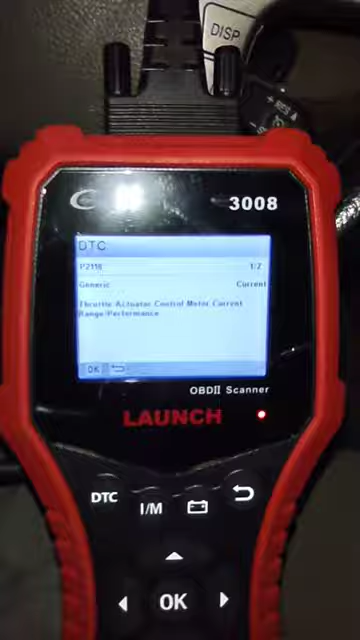 DISP
+ RES
3008
DTC
P2118 1/2
Generic Current
Throttle Actuator Control Motor Current
Range/Performance
OK
OBDII Scanner
LAUNCH
DTC
I/M
OK